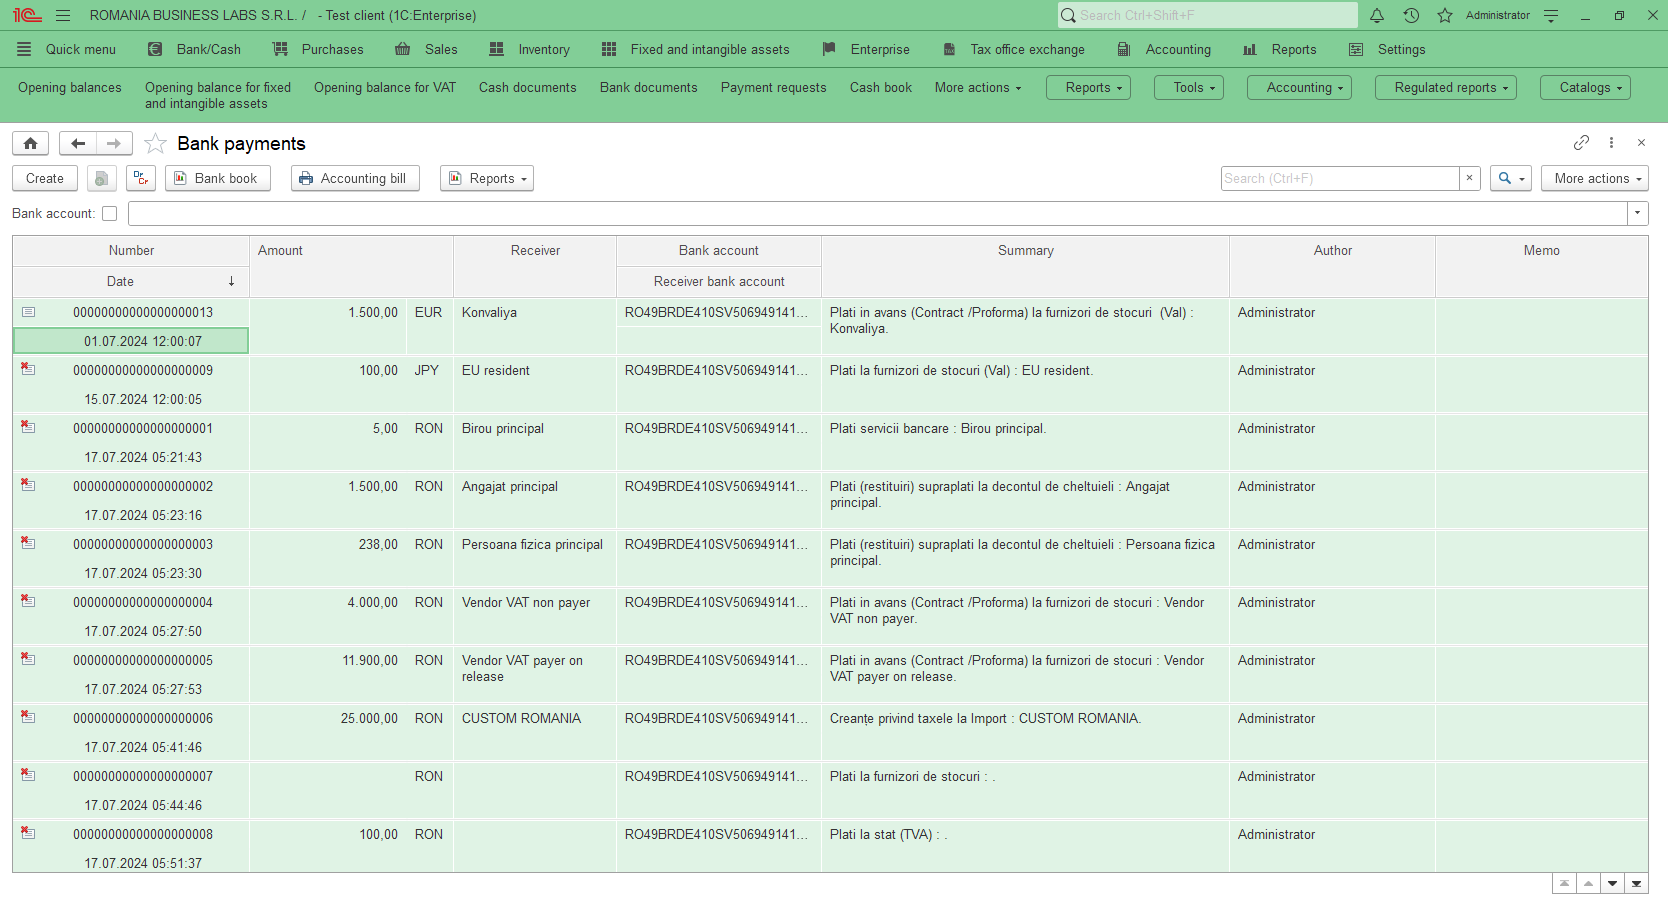 1C ROMANIA BUSINESS LABS S.R.L. / - Test client (1C:Enterprise) Search Ctrl+Shift+F Administrator
Quick menu Bank/Cash Purchases Sales Inventory Fixed and intangible assets Enterprise Tax office exchange Accounting Reports Settings
Opening balances Opening balance for fixed and intangible assets Opening balance for VAT Cash documents Bank documents Payment requests Cash book More actions Reports Tools Accounting Regulated reports Catalogs
Bank payments
Create Dr Cr Bank book Accounting bill Reports Search (Ctrl+F) × More actions
Bank account:
Number Amount Receiver Bank account Summary Author Memo
Date ↓ Receiver bank account
00000000000000000013 1.500,00 EUR Konvaliya RO49BRDE410SV506949141... Plati in avans (Contract /Proforma) la furnizori de stocuri (Val) : Administrator
Konvaliya.
01.07.2024 12:00:07
00000000000000000009 100,00 JPY EU resident RO49BRDE410SV506949141... Plati la furnizori de stocuri (Val) : EU resident. Administrator
15.07.2024 12:00:05
00000000000000000001 5,00 RON Birou principal RO49BRDE410SV506949141... Plati servicii bancare : Birou principal. Administrator
17.07.2024 05:21:43
00000000000000000002 1.500,00 RON Angajat principal RO49BRDE410SV506949141... Plati (restituiri) supraplati la decontul de cheltuieli : Angajat Administrator
principal.
17.07.2024 05:23:16
00000000000000000003 238,00 RON Persoana fizica principal RO49BRDE410SV506949141... Plati (restituiri) supraplati la decontul de cheltuieli : Persoana fizica Administrator
principal.
17.07.2024 05:23:30
00000000000000000004 4.000,00 RON Vendor VAT non payer RO49BRDE410SV506949141... Plati in avans (Contract /Proforma) la furnizori de stocuri : Vendor Administrator
VAT non payer.
17.07.2024 05:27:50
00000000000000000005 11.900,00 RON Vendor VAT payer on RO49BRDE410SV506949141... Plati in avans (Contract /Proforma) la furnizori de stocuri : Vendor Administrator
release VAT payer on release.
17.07.2024 05:27:53
00000000000000000006 25.000,00 RON CUSTOM ROMANIA RO49BRDE410SV506949141... Creanțe privind taxele la Import : CUSTOM ROMANIA. Administrator
17.07.2024 05:41:46
00000000000000000007 RON RO49BRDE410SV506949141... Plati la furnizori de stocuri : . Administrator
17.07.2024 05:44:46
00000000000000000008 100,00 RON RO49BRDE410SV506949141... Plati la stat (TVA) : . Administrator
17.07.2024 05:51:37